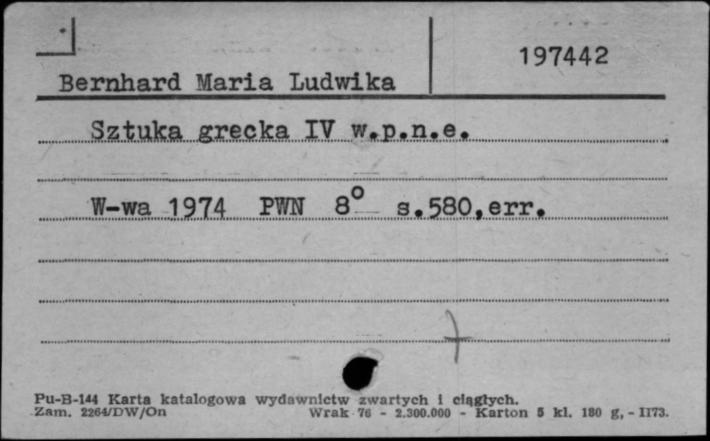 197442
Bernhard Maria Ludwika
Sztuka grecka IV w.p.n.e.
W-wa 1974 PWN 8° s.580,err.
Pu-B-144 Karta katalogowa wydawnictw zwartych i ciągłych.
Zam. 2264/DW/On Wrak 76 - 2.300.000 - Karton 5 kl. 180 g, - II73.